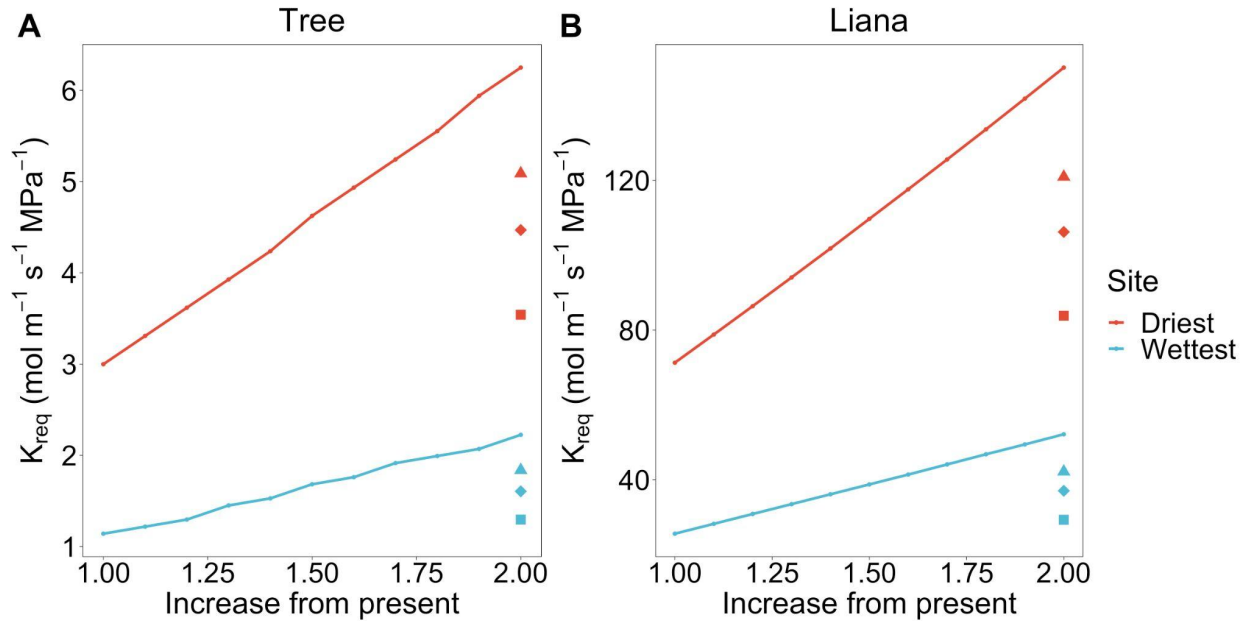 A Tree B Liana
6
5
4
3
2
1
K_req (mol m⁻¹ s⁻¹ MPa⁻¹)
1.00 1.25 1.50 1.75 2.00
Increase from present
120
80
40
K_req (mol m⁻¹ s⁻¹ MPa⁻¹)
1.00 1.25 1.50 1.75 2.00
Increase from present
Site
Driest
Wettest